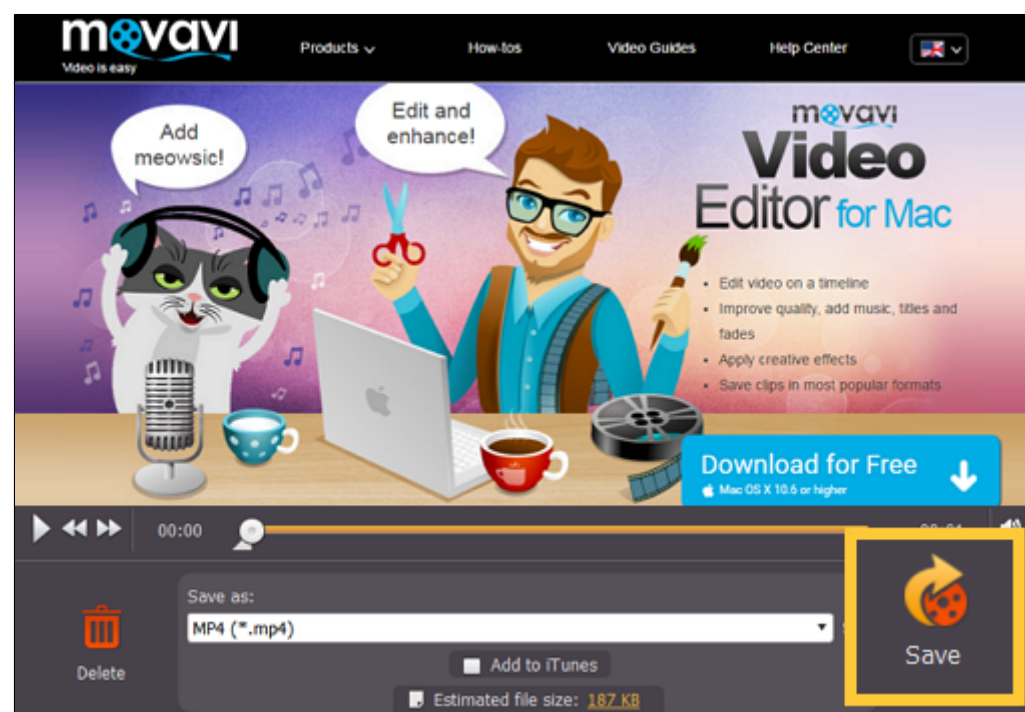 movavi
Video is easy
Products
How-tos
Video Guides
Help Center
Add
meowsic!
Edit and
enhance!
movavi
Video
Editor for Mac
• Edit video on a timeline
• Improve quality, add music, titles and
fades
• Apply creative effects
• Save clips in most popular formats
Download for Free
Mac OS X 10.6 or higher
00:00
Save as:
MP4 (*.mp4)
Add to iTunes
Estimated file size: 187 KB
Delete
Save